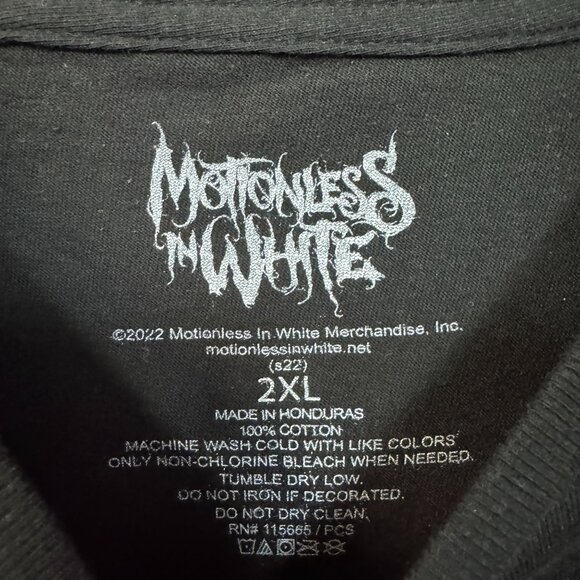 MOTIONLESS
IN WHITE
©2022 Motionless In White Merchandise, Inc.
motionlessinwhite.net
(s22)
2XL
MADE IN HONDURAS
100% COTTON
MACHINE WASH COLD WITH LIKE COLORS
ONLY NON-CHLORINE BLEACH WHEN NEEDED.
TUMBLE DRY LOW.
DO NOT IRON IF DECORATED.
DO NOT DRY CLEAN.
RN# 115665 / PCS